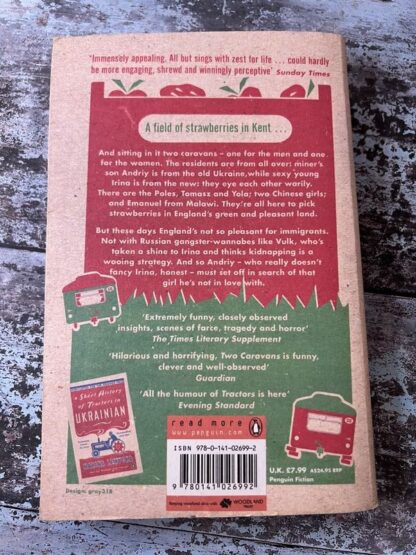 'Immensely appealing. All but sings with zest for life ... could hardly
be more engaging, shrewd and winningly perceptive' Sunday Times
A field of strawberries in Kent ...
And sitting in it two caravans – one for the men and one
for the women. The residents are from all over: miner's
son Andriy is from the old Ukraine, while sexy young
Irina is from the new: they eye each other warily.
There are the Poles, Tomasz and Yola; two Chinese girls;
and Emanuel from Malawi. They're all here to pick
strawberries in England's green and pleasant land.
But these days England's not so pleasant for immigrants.
Not with Russian gangster-wannabes like Vulk, who's
taken a shine to Irina and thinks kidnapping is a
wooing strategy. And so Andriy – who really doesn't
fancy Irina, honest – must set off in search of that
girl he's not in love with.
'Extremely funny, closely observed
insights, scenes of farce, tragedy and horror'
The Times Literary Supplement
'Hilarious and horrifying, Two Caravans is funny,
clever and well-observed'
Guardian
'All the humour of Tractors is here'
Evening Standard
a Short
History
of Tractors in
UKRAINIAN
read more
www.penguin.com
ISBN 978-0-141-02699-2
9 780141 026992
WOODLAND
TRUST
U.K. £7.99
A$24.95 RRP
Penguin Fiction
Design: gray318